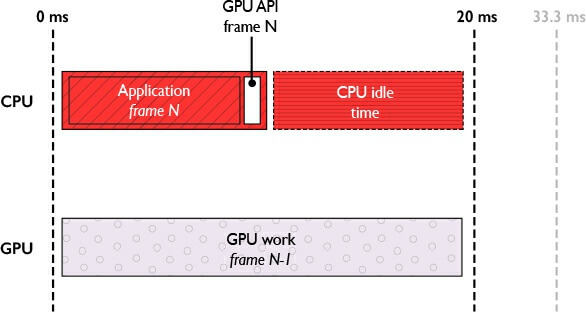 GPU API
frame N
0 ms
20 ms
33.3 ms
CPU
Application
frame N
CPU idle
time
GPU
GPU work
frame N-1